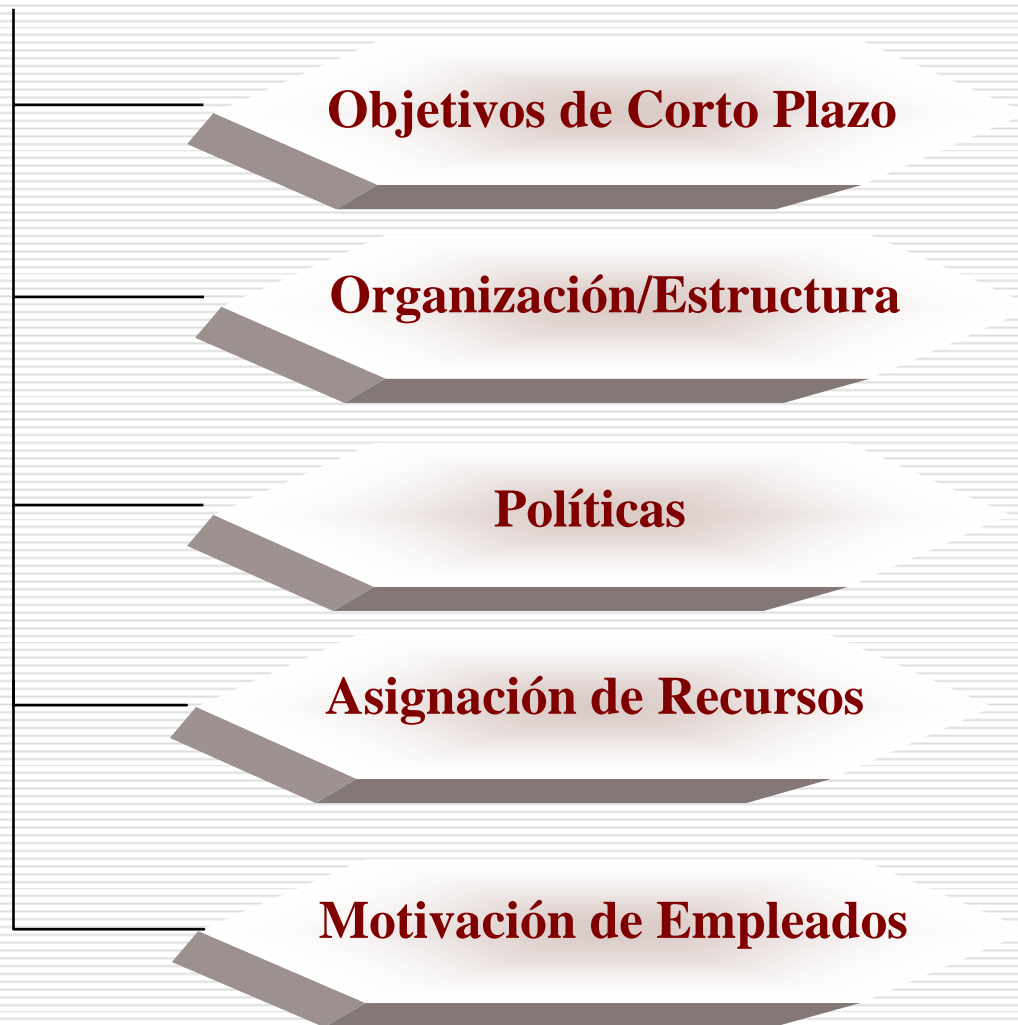 Objetivos de Corto Plazo
Organización/Estructura
Políticas
Asignación de Recursos
Motivación de Empleados